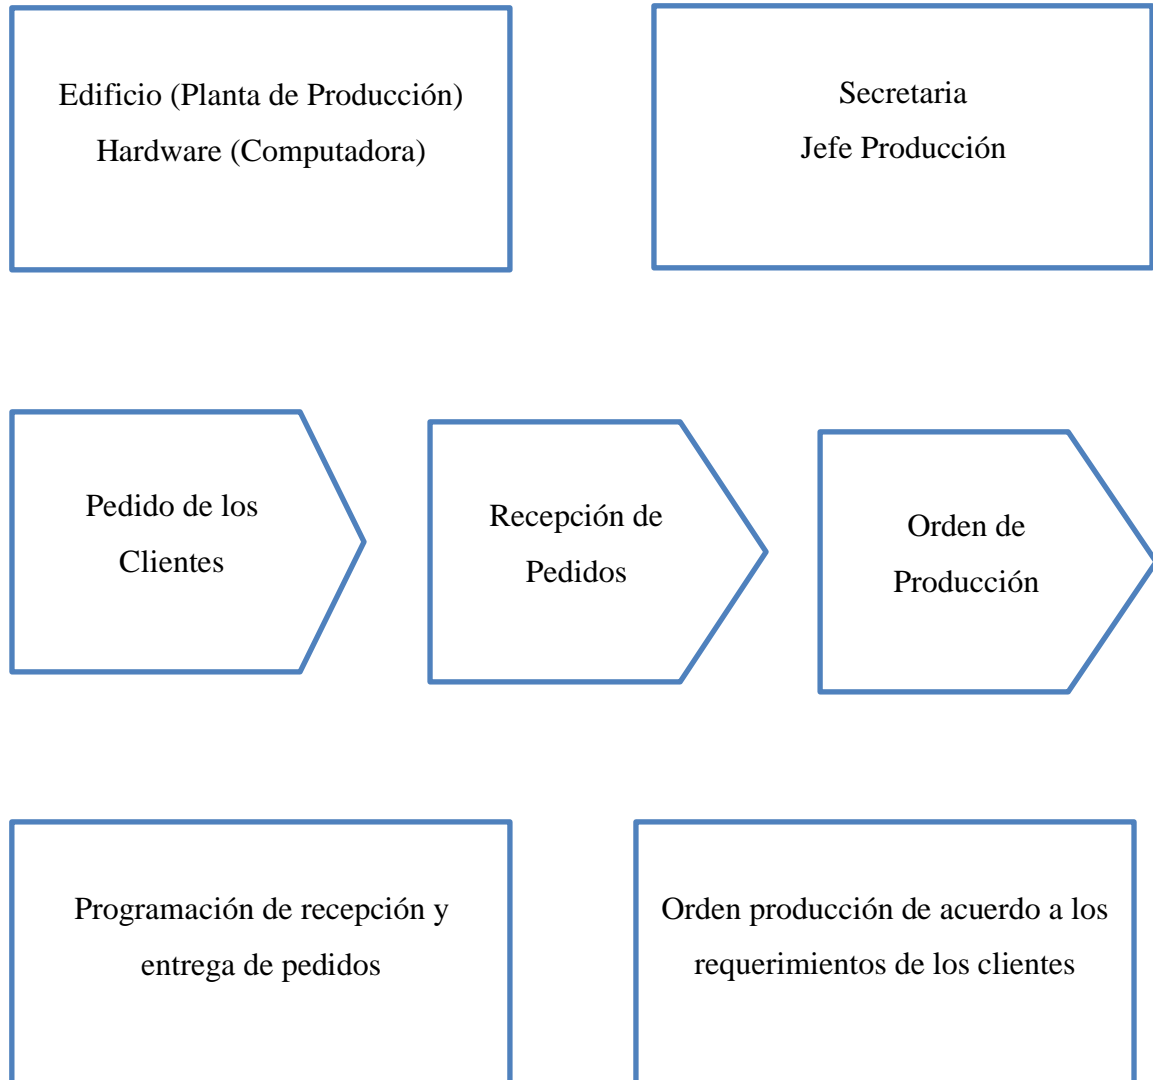 Edificio (Planta de Producción)
Hardware (Computadora)
Secretaria
Jefe Producción
Pedido de los
Clientes
Recepción de
Pedidos
Orden de
Producción
Programación de recepción y
entrega de pedidos
Orden producción de acuerdo a los
requerimientos de los clientes